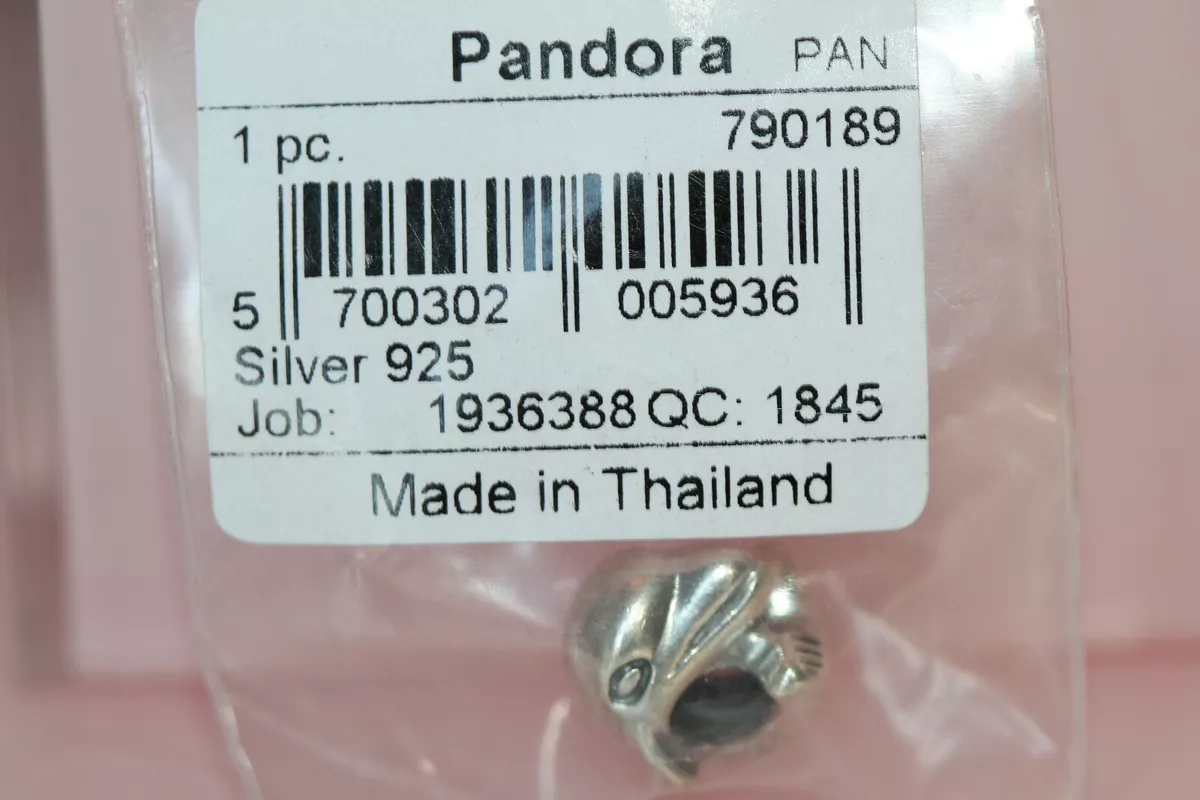 Pandora PAN
1 pc. 790189
5 700302 005936
Silver 925
Job: 1936388 QC: 1845
Made in Thailand